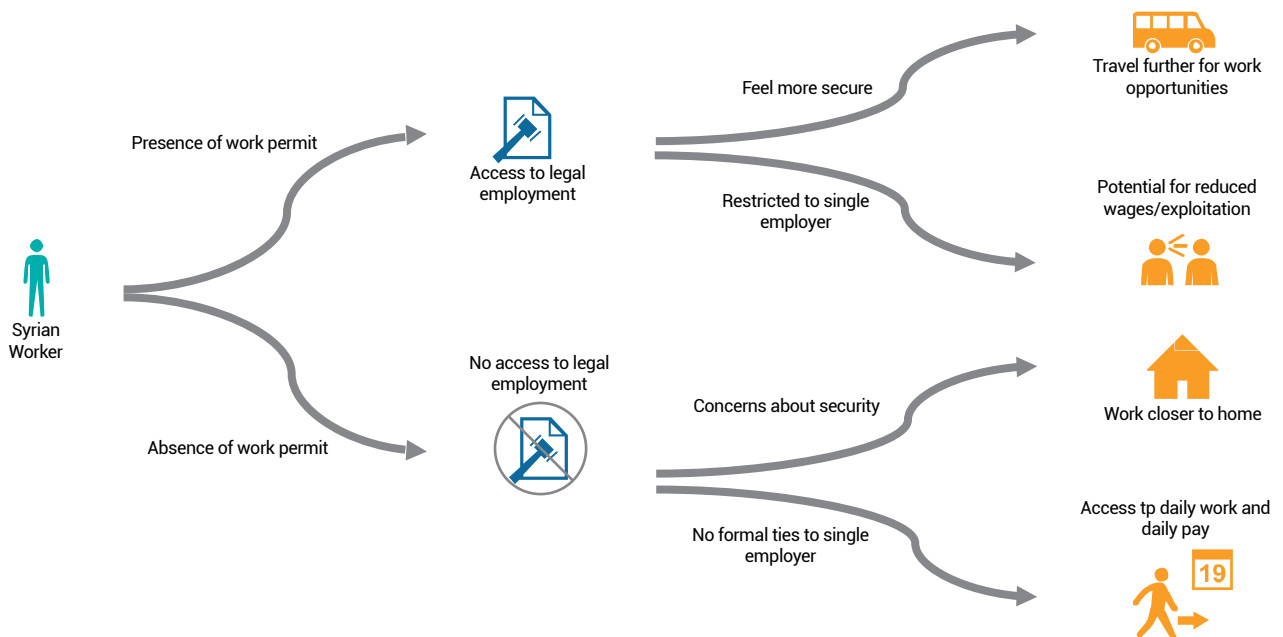 Syrian
Worker
Presence of work permit
Absence of work permit
Access to legal
employment
No access to legal
employment
Feel more secure
Restricted to single
employer
Concerns about security
No formal ties to single
employer
Travel further for work
opportunities
Potential for reduced
wages/exploitation
Work closer to home
Access tp daily work and
daily pay
19